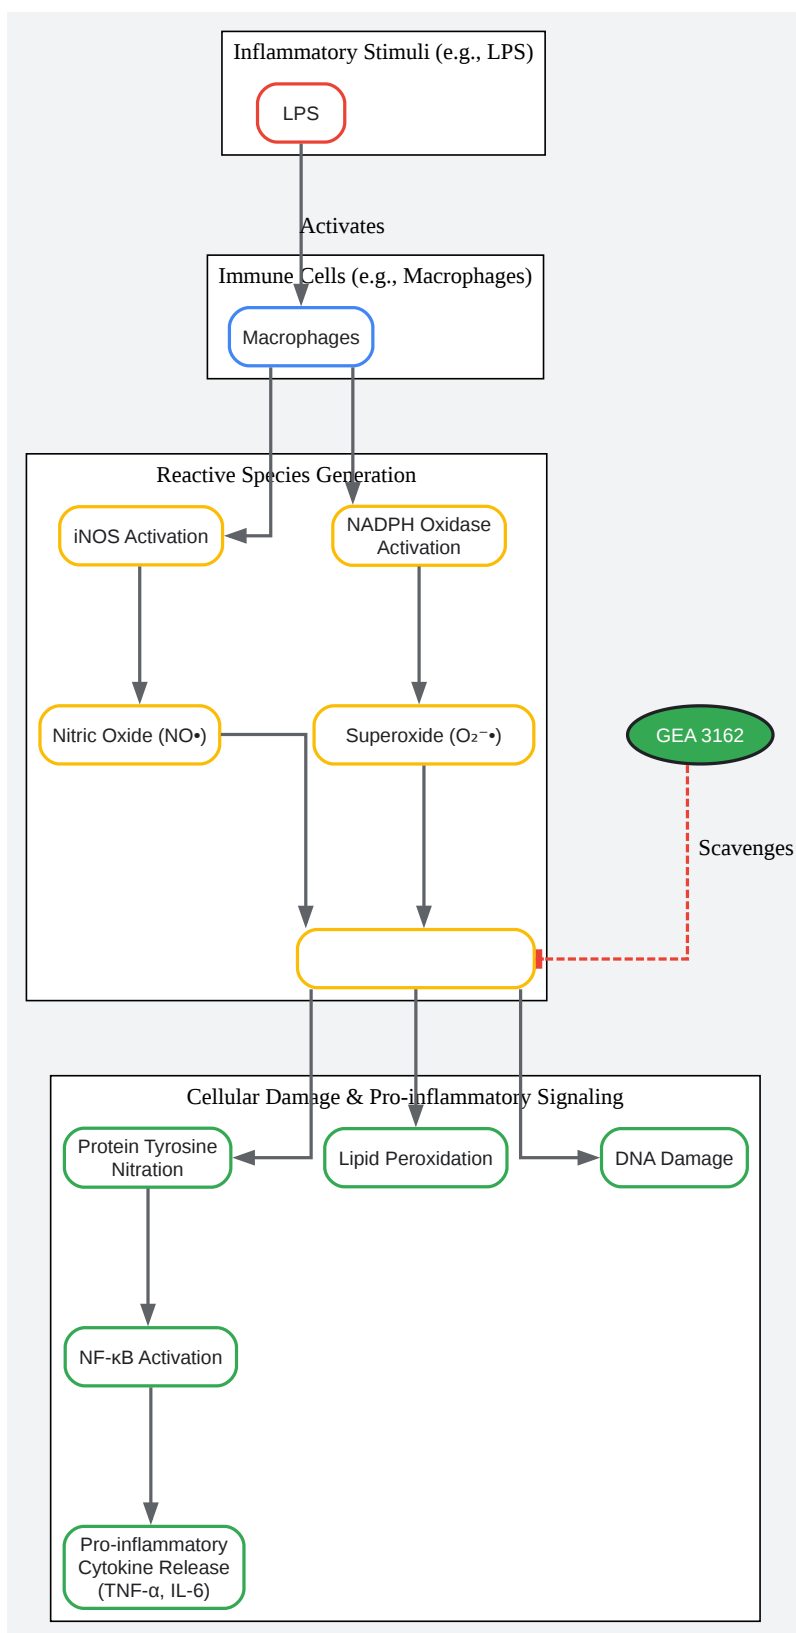 Inflammatory Stimuli (e.g., LPS)
LPS
Activates
Immune Cells (e.g., Macrophages)
Macrophages
Reactive Species Generation
iNOS Activation
NADPH Oxidase
Activation
Nitric Oxide (NO•)
Superoxide (O₂⁻•)
GEA 3162
Scavenges
Cellular Damage & Pro-inflammatory Signaling
Protein Tyrosine
Nitration
Lipid Peroxidation
DNA Damage
NF-κB Activation
Pro-inflammatory
Cytokine Release
(TNF-α, IL-6)